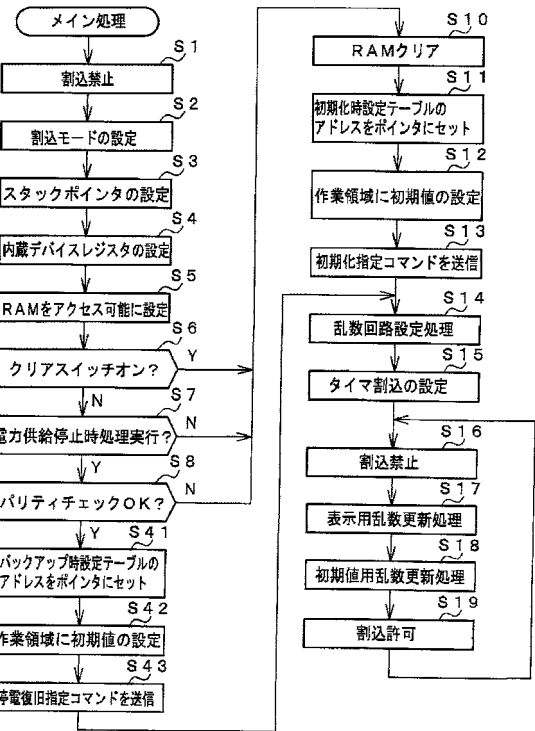 メイン処理
S1
割込禁止
S2
割込モードの設定
S3
スタックポインタの設定
S4
内蔵デバイスレジスタの設定
S5
RAMをアクセス可能に設定
S6
クリアスイッチオン?
Y
N
S7
電力供給停止時処理実行?
N
Y
S8
パリティチェックOK?
N
Y
S41
バックアップ時設定テーブルの
アドレスをポインタにセット
S42
作業領域に初期値の設定
S43
停電復旧指定コマンドを送信
S10
RAMクリア
S11
初期化時設定テーブルの
アドレスをポインタにセット
S12
作業領域に初期値の設定
S13
初期化指定コマンドを送信
S14
乱数回路設定処理
S15
タイマ割込の設定
S16
割込禁止
S17
表示用乱数更新処理
S18
初期値用乱数更新処理
S19
割込許可